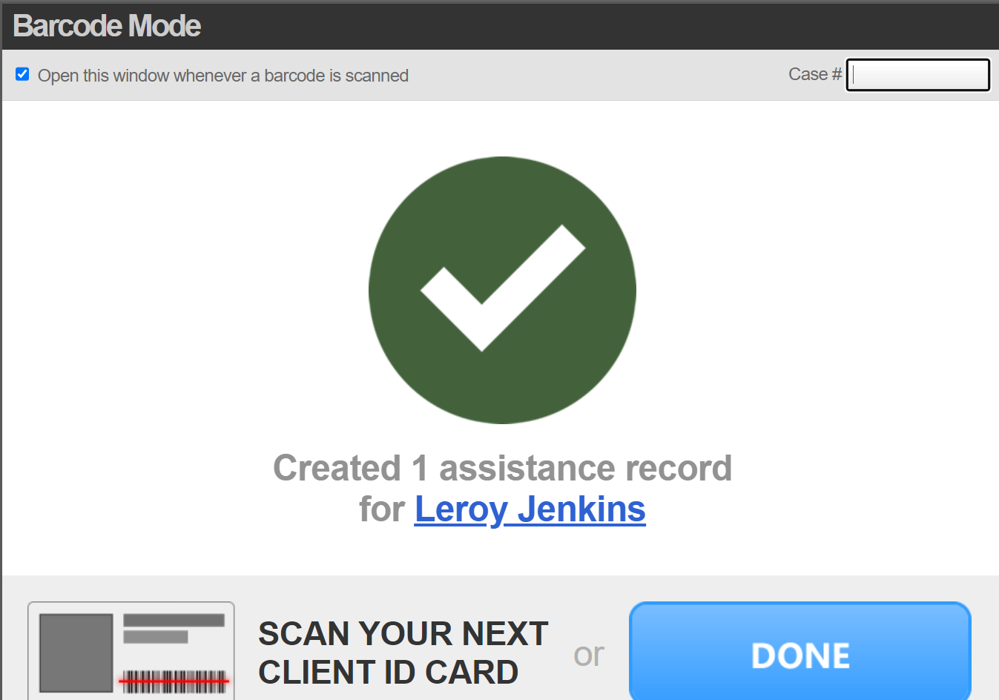 Barcode Mode
Open this window whenever a barcode is scanned
Case #
Created 1 assistance record
for Leroy Jenkins
SCAN YOUR NEXT
CLIENT ID CARD
or
DONE